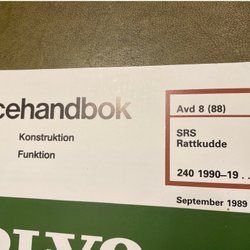 cehandbok
Konstruktion
Funktion
Avd 8 (88)
SRS
Rattkudde
240 1990–19 . .
September 1989